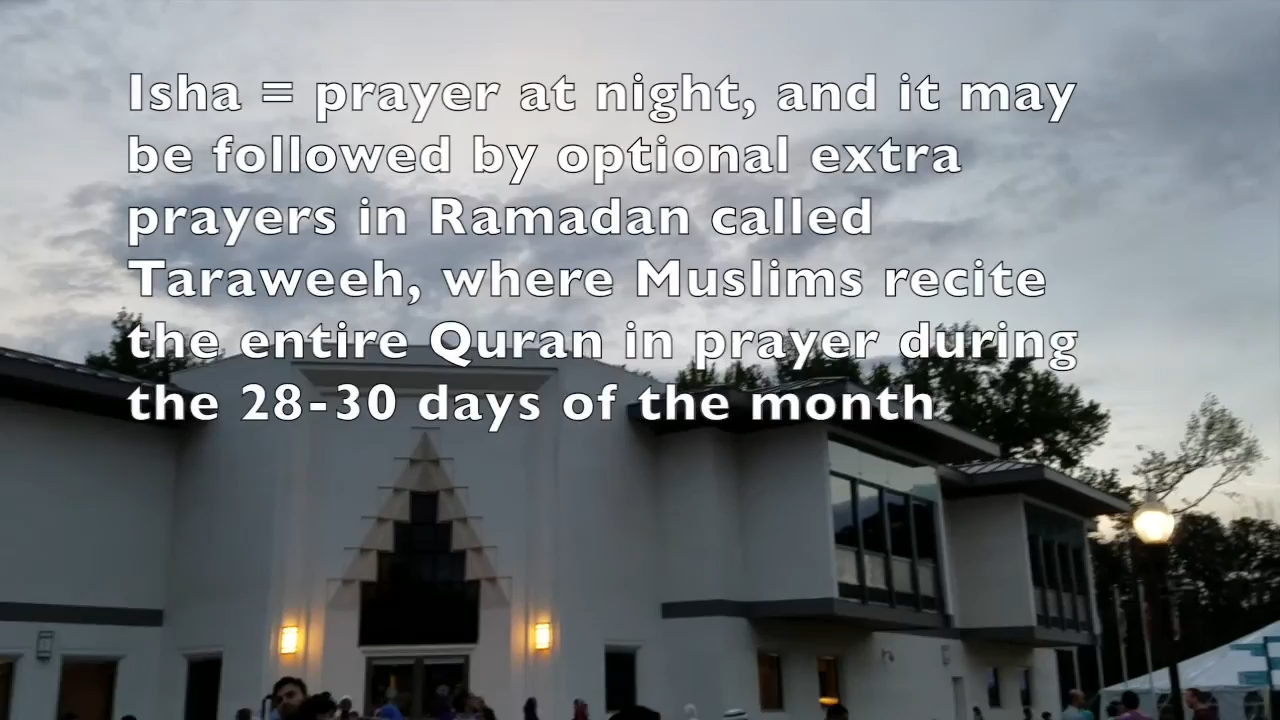 Isha = prayer at night, and it may
be followed by optional extra
prayers in Ramadan called
Taraweeh, where Muslims recite
the entire Quran in prayer during
the 28-30 days of the month